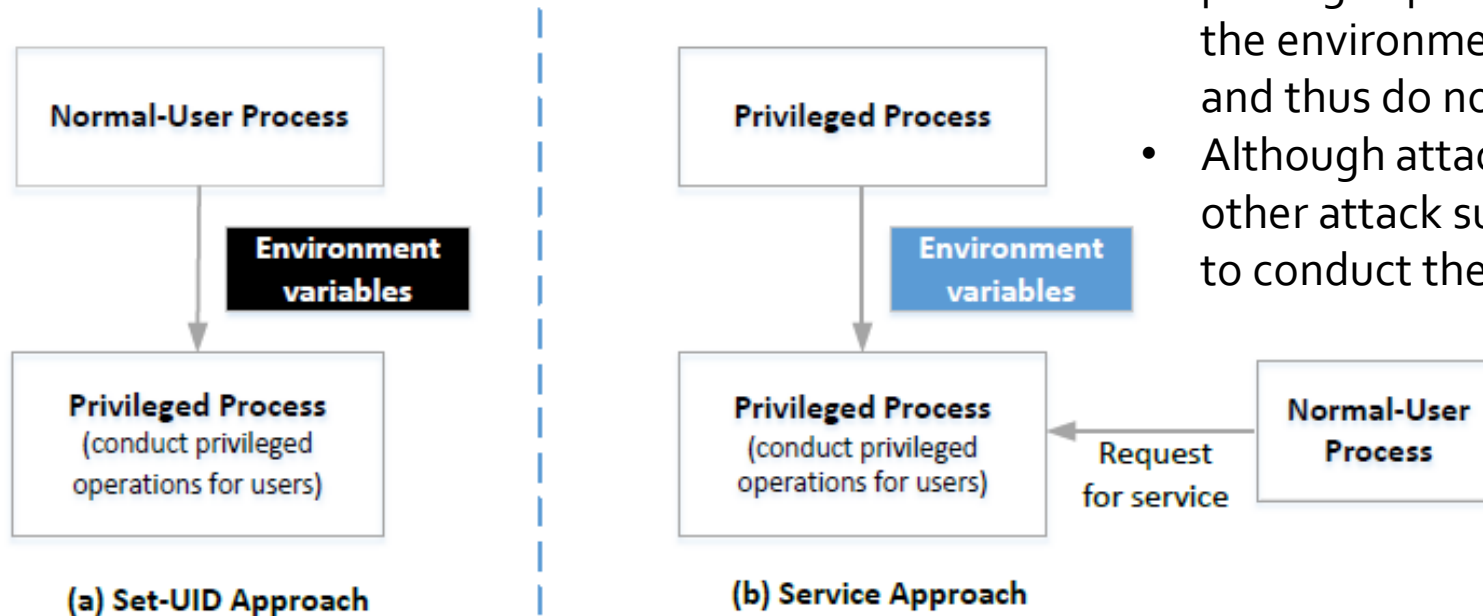 Normal-User Process
Environment
variables
Privileged Process
(conduct privileged
operations for users)
(a) Set-UID Approach
Privileged Process
Environment
variables
Privileged Process
(conduct privileged
operations for users)
Request
for service
Normal-User
Process
(b) Service Approach
the environme
and thus do no
• Although attac
other attack su
to conduct the